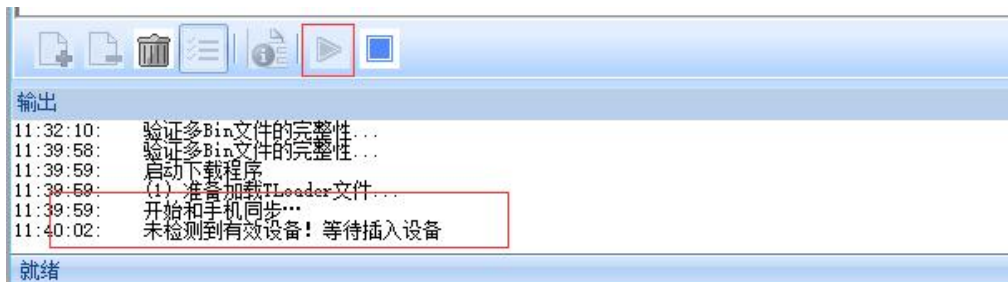 输出
11:32:10: 验证多Bin文件的完整性...
11:39:58: 验证多Bin文件的完整性...
11:39:59: 启动下载程序
11:39:59: (1) 准备加载TLoader文件...
11:39:59: 开始和手机同步…
11:40:02: 未检测到有效设备! 等待插入设备
就绪